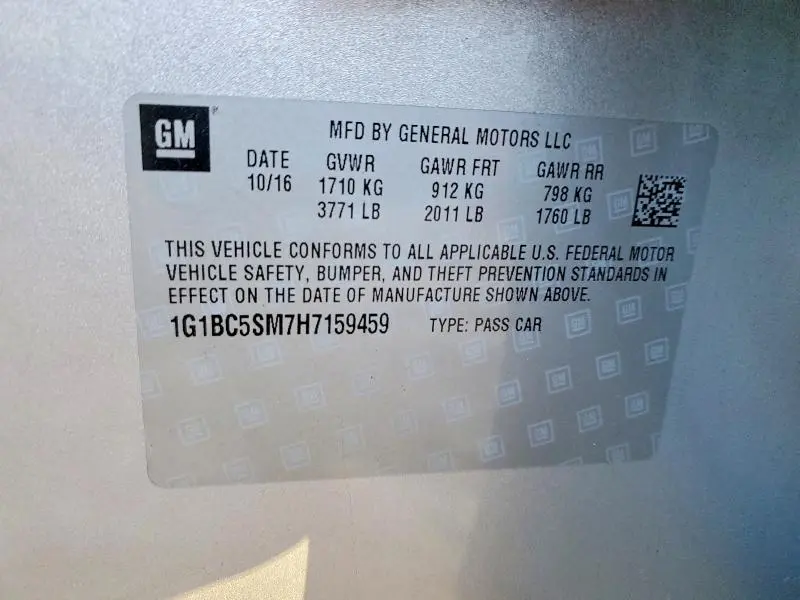 GM
MFD BY GENERAL MOTORS LLC
DATE GVWR GAWR FRT GAWR RR
10/16 1710 KG 912 KG 798 KG
3771 LB 2011 LB 1760 LB
THIS VEHICLE CONFORMS TO ALL APPLICABLE U.S. FEDERAL MOTOR
VEHICLE SAFETY, BUMPER, AND THEFT PREVENTION STANDARDS IN
EFFECT ON THE DATE OF MANUFACTURE SHOWN ABOVE.
1G1BC5SM7H7159459 TYPE: PASS CAR